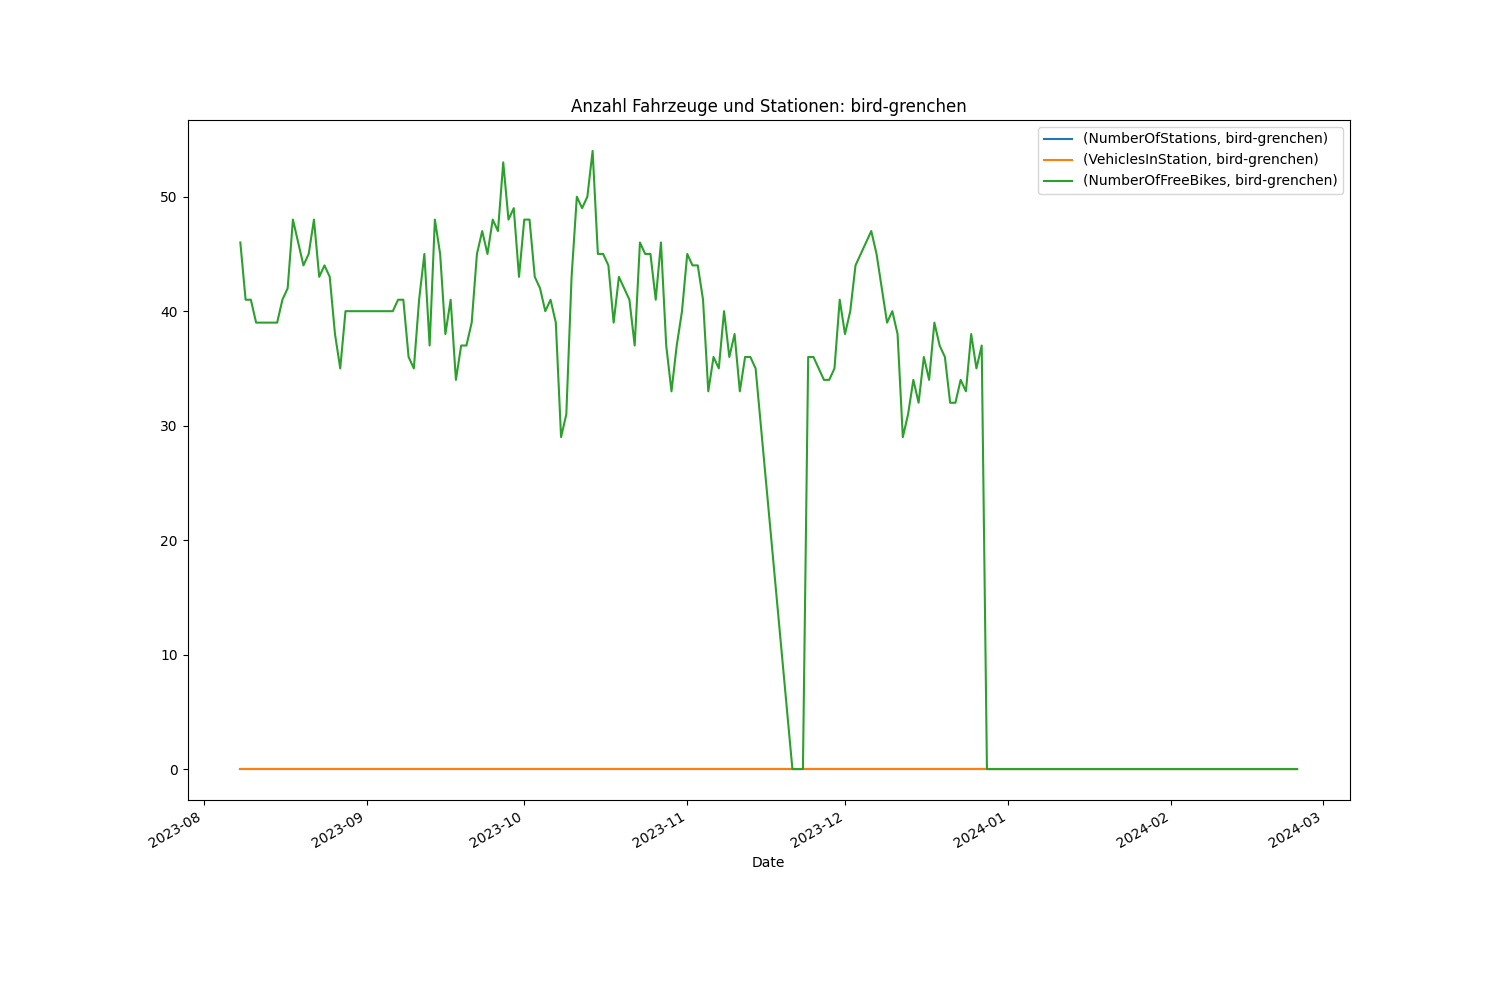 Anzahl Fahrzeuge und Stationen: bird-grenchen
(NumberOfStations, bird-grenchen)
(VehiclesInStation, bird-grenchen)
(NumberOfFreeBikes, bird-grenchen)
50
40
30
20
10
0
2023-08
2023-09
2023-10
2023-11
2023-12
2024-01
2024-02
2024-03
Date